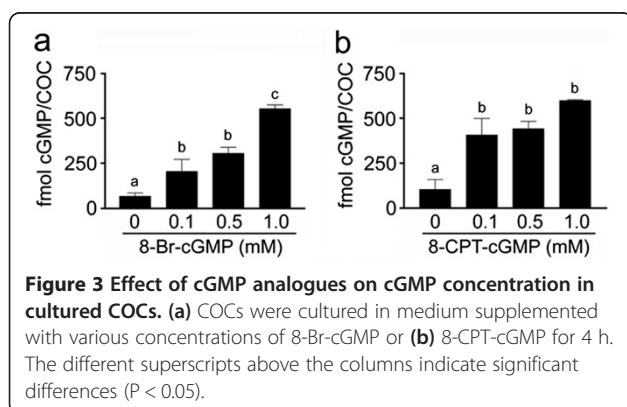 a
b
fmol cGMP/COC
750
500
250
0
a
b
b
c
0 0.1 0.5 1.0
8-Br-cGMP (mM)
fmol cGMP/COC
750
500
250
0
a
b
b
b
0 0.1 0.5 1.0
8-CPT-cGMP (mM)
Figure 3 Effect of cGMP analogues on cGMP concentration in
cultured COCs. (a) COCs were cultured in medium supplemented
with various concentrations of 8-Br-cGMP or (b) 8-CPT-cGMP for 4 h.
The different superscripts above the columns indicate significant
differences (P < 0.05).